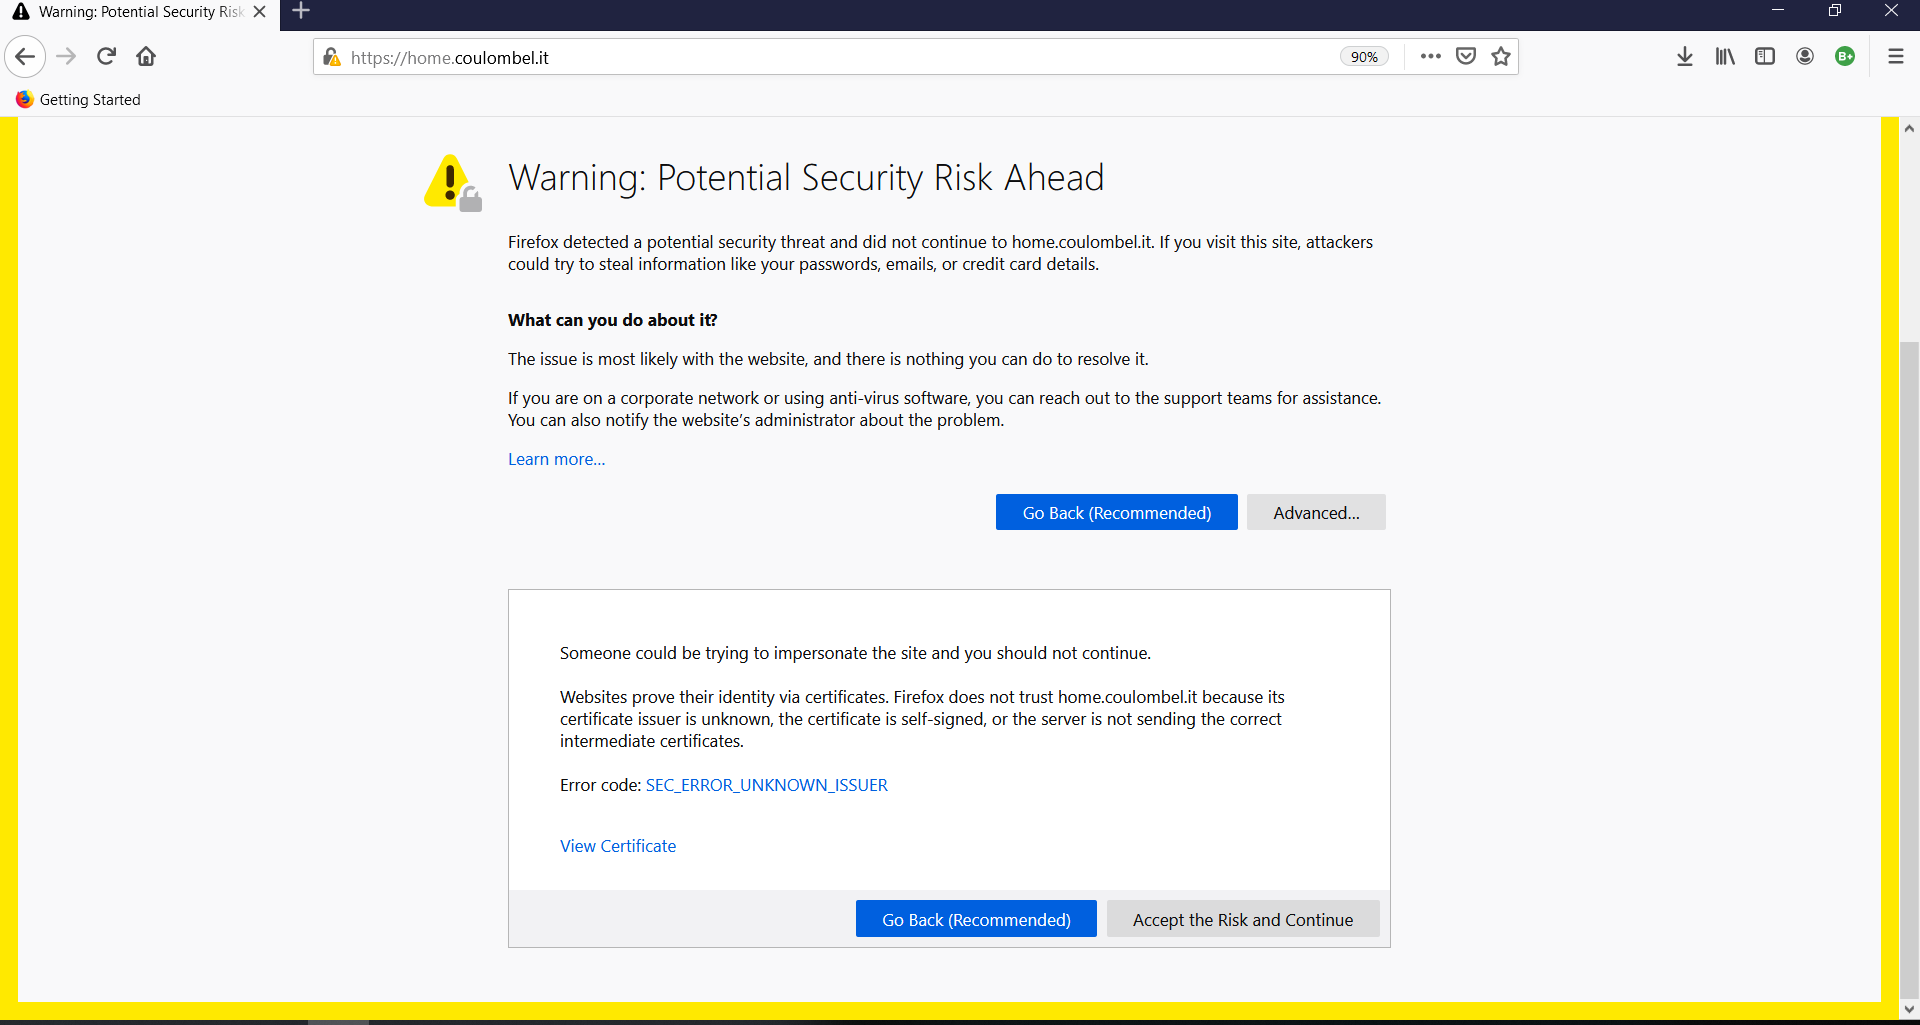 Warning: Potential Security Risk
https://home.coulombel.it
90%
B+
Getting Started
Warning: Potential Security Risk Ahead
Firefox detected a potential security threat and did not continue to home.coulombel.it. If you visit this site, attackers
could try to steal information like your passwords, emails, or credit card details.
What can you do about it?
The issue is most likely with the website, and there is nothing you can do to resolve it.
If you are on a corporate network or using anti-virus software, you can reach out to the support teams for assistance.
You can also notify the website’s administrator about the problem.
Learn more…
Go Back (Recommended)
Advanced...
Someone could be trying to impersonate the site and you should not continue.
Websites prove their identity via certificates. Firefox does not trust home.coulombel.it because its
certificate issuer is unknown, the certificate is self-signed, or the server is not sending the correct
intermediate certificates.
Error code: SEC_ERROR_UNKNOWN_ISSUER
View Certificate
Go Back (Recommended)
Accept the Risk and Continue